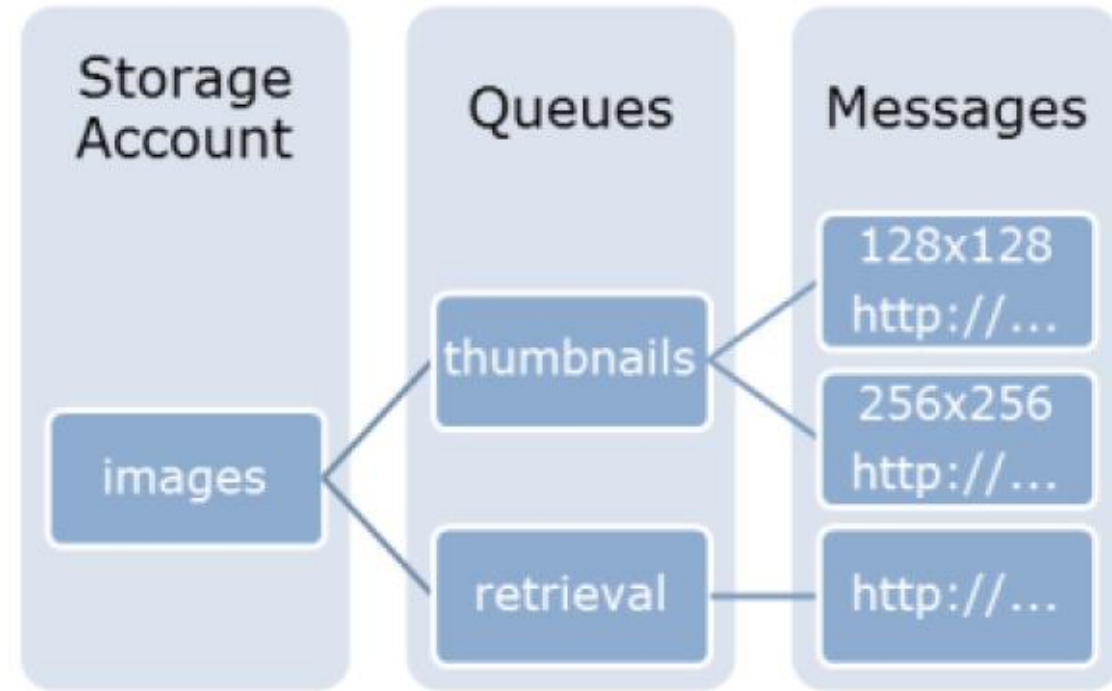 Storage
Account
Queues
Messages
images
thumbnails
retrieval
128x128
http://...
256x256
http://...
http://...